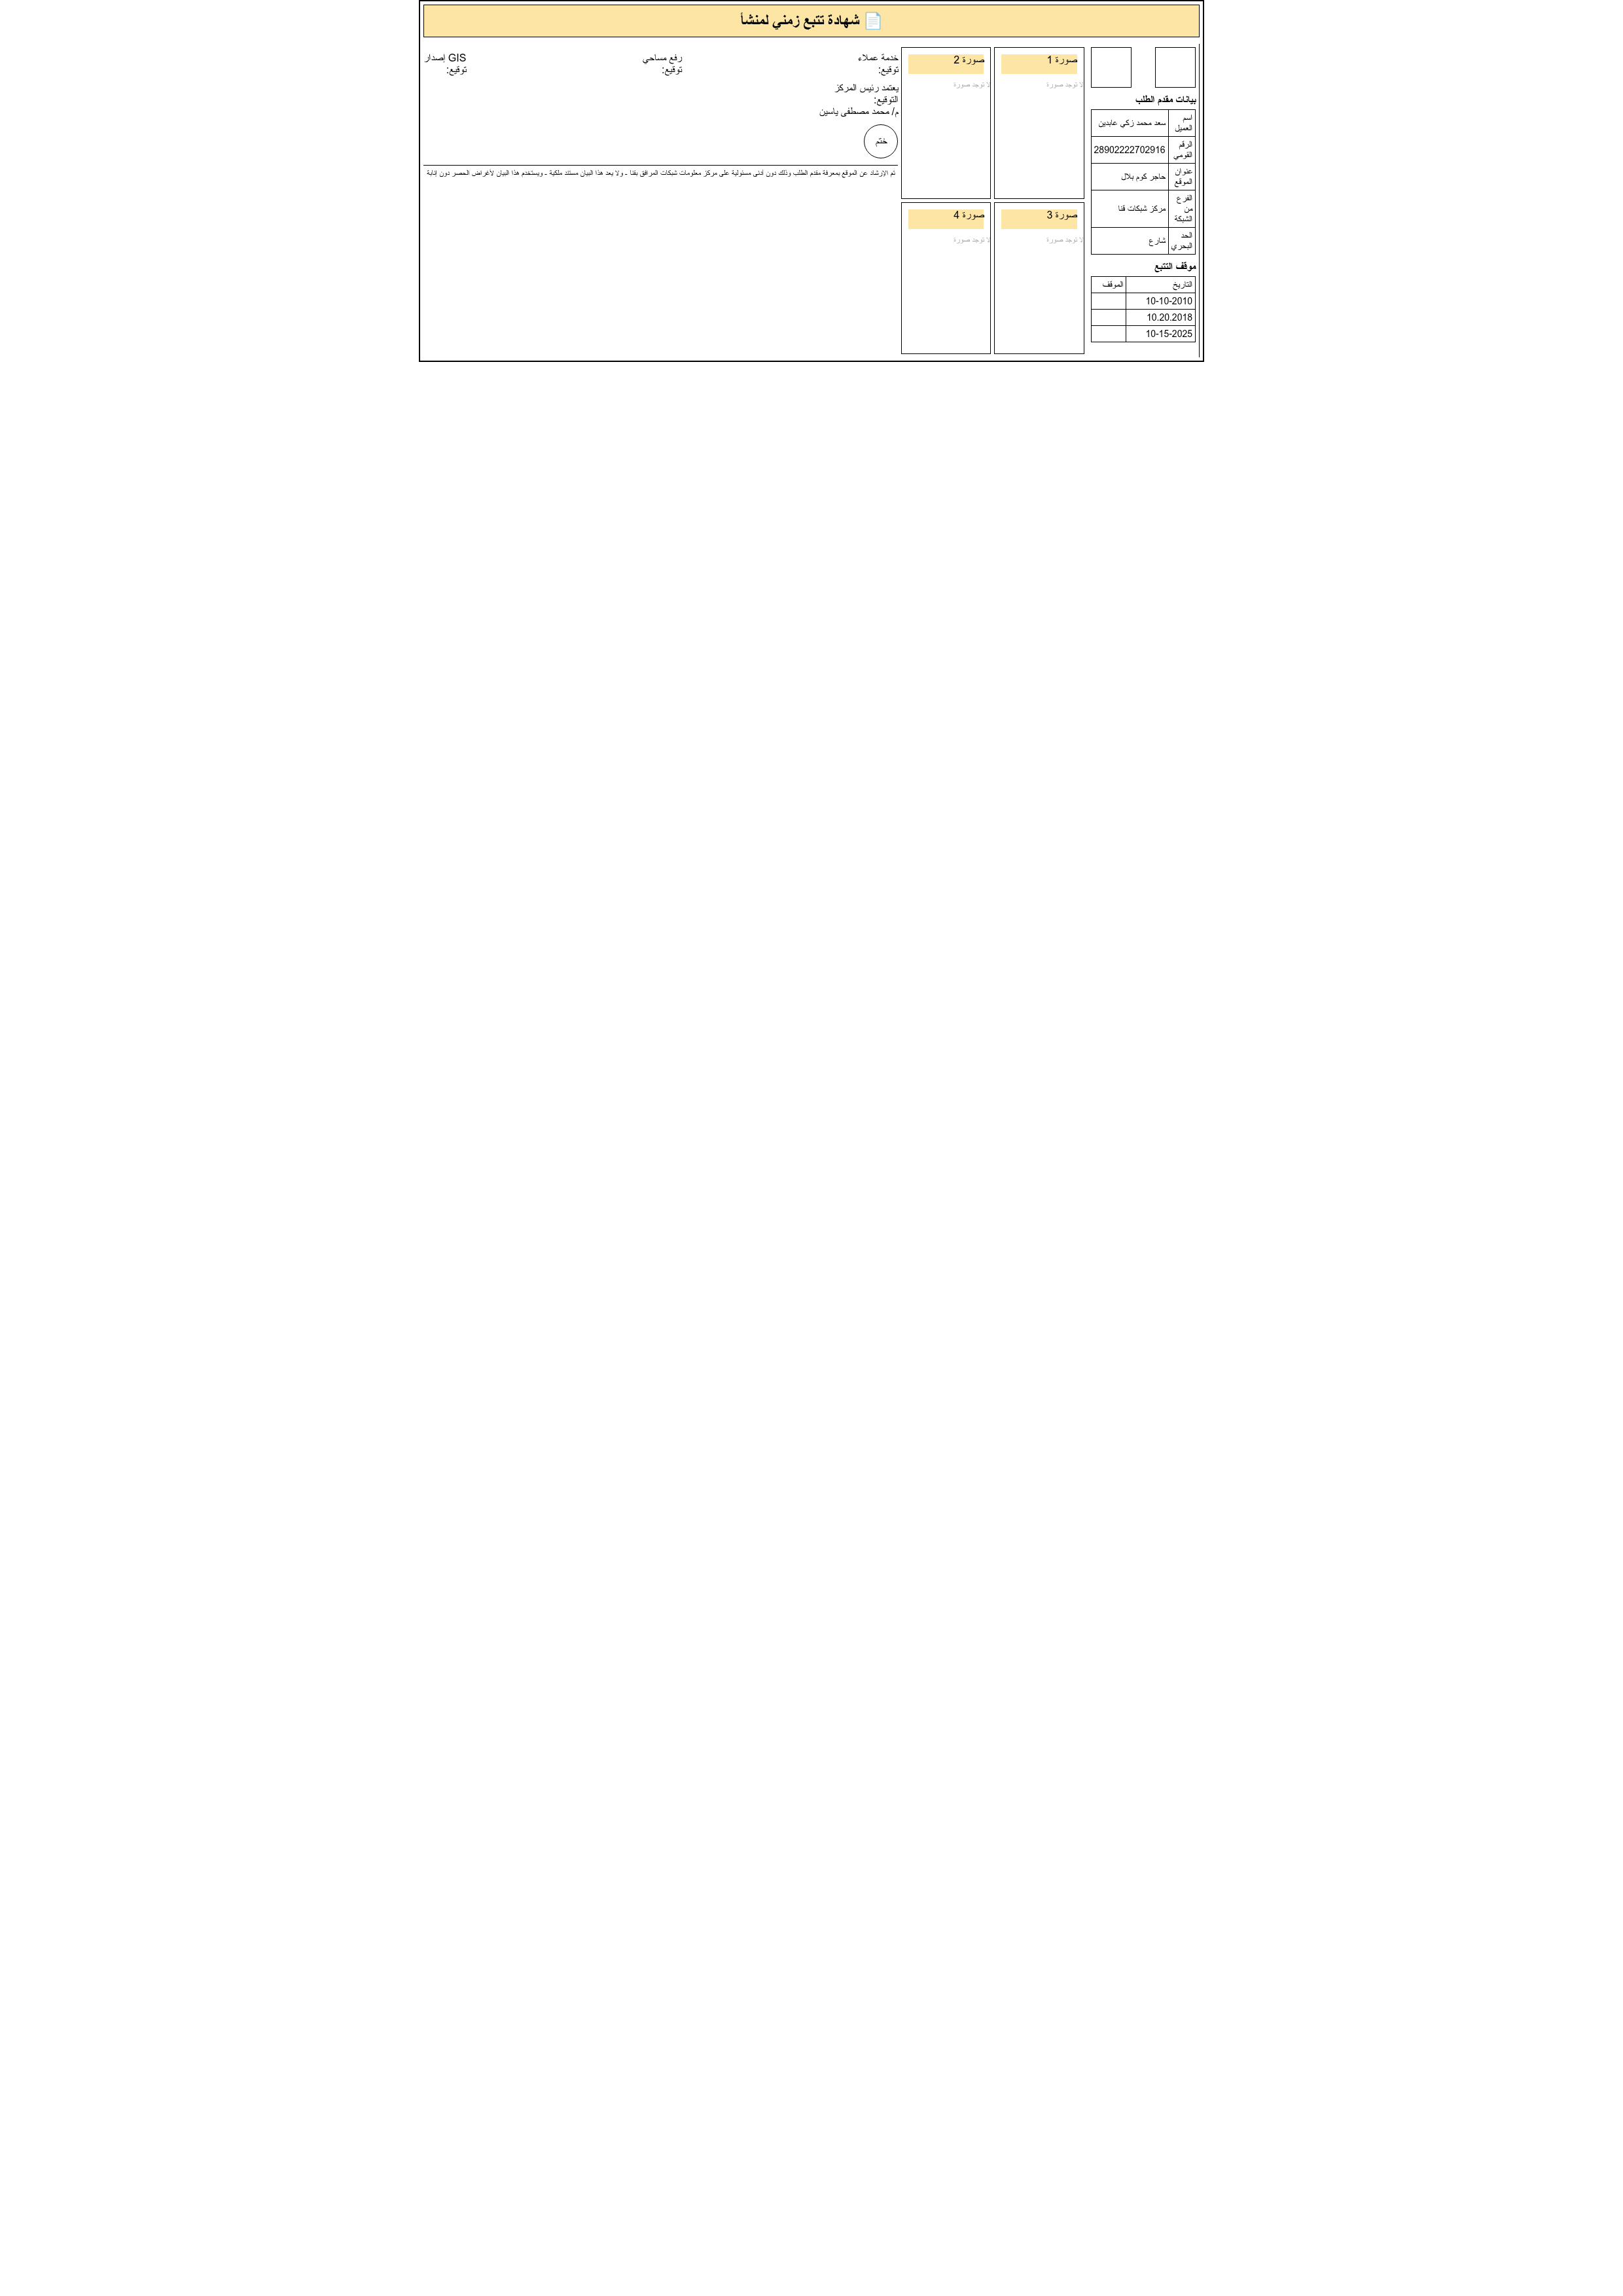 📄 شهادة تتبع زمني لمنشأ
بيانات مقدم الطلب
اسم العميل
سعد محمد زكي عابدين
الرقم القومي
28902222702916
عنوان الموقع
حاجر كوم بلال
الفرع من الشبكة
مركز شبكات قنا
الحد البحري
شارع
موقف التتبع
التاريخ الموقف
10-10-2010
10.20.2018
10-15-2025
صورة 1
لا توجد صورة
صورة 2
لا توجد صورة
صورة 3
لا توجد صورة
صورة 4
لا توجد صورة
خدمة عملاء
توقيع:
رفع مساحي
توقيع:
GIS إصدار
توقيع:
يعتمد رئيس المركز
التوقيع:
م/ محمد مصطفى ياسين
ختم
تم الإرشاد عن الموقع بمعرفة مقدم الطلب وذلك دون أدنى مسئولية على مركز معلومات شبكات المرافق بقنا ـ ولا يعد هذا البيان مستند ملكية ـ ويستخدم هذا البيان لأغراض الحصر دون إنابة